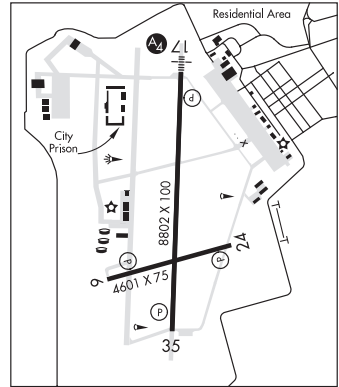 Residential Area
A4
17
P
City
Prison
8802 X 100
24
P
P
6
4601 X 75
P
35
T
T
x